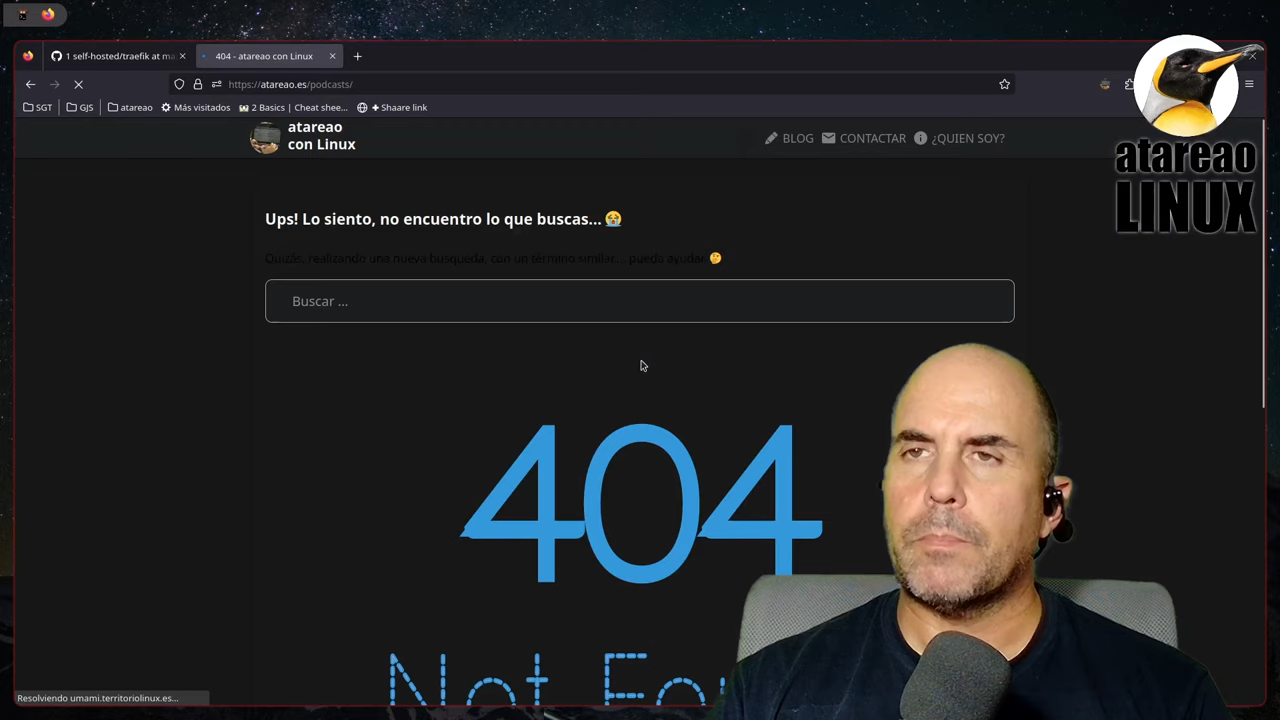 1 self-hosted/traefik at ma
404 - atareao con Linux
https://atareao.es/podcasts/
SGT
GJS
atareao
Más visitados
2 Basics | Cheat shee...
Shaare link
atareao
con Linux
BLOG
CONTACTAR
¿QUIEN SOY?
atareao
LINUX
Ups! Lo siento, no encuentro lo que buscas...
Quizás, realizando una nueva busqueda, con un término similar... pueda ayudar
Buscar ...
404
Not
Resolviendo umami.territoriolinux.es...